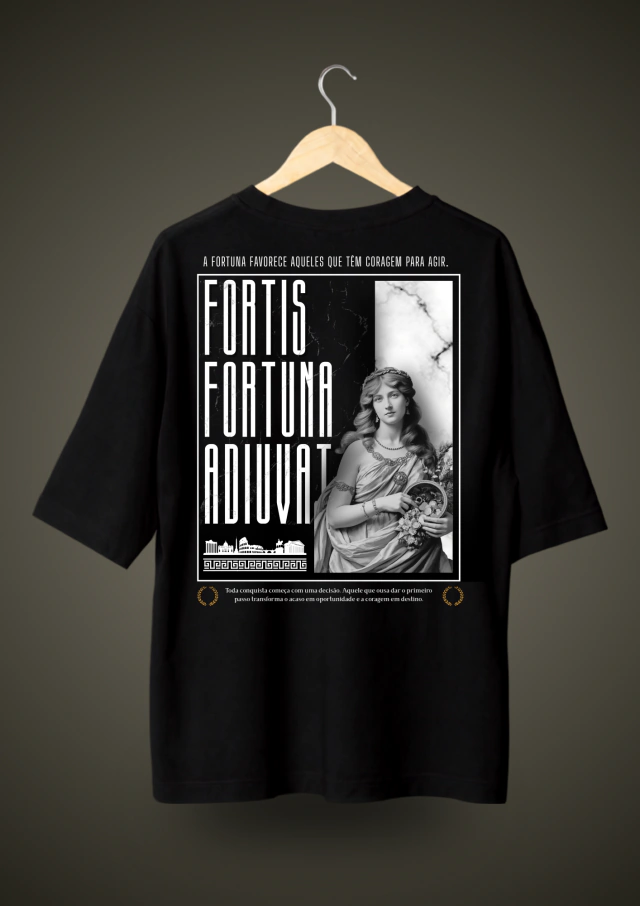 A FORTUNA FAVORECE AQUELES QUE TÊM CORAGEM PARA AGIR.
FORTIS
FORTUNA
ADIUVAT
Toda conquista começa com uma decisão. Aquele que ousa dar o primeiro
passo transforma o acaso em oportunidade e a coragem em destino.